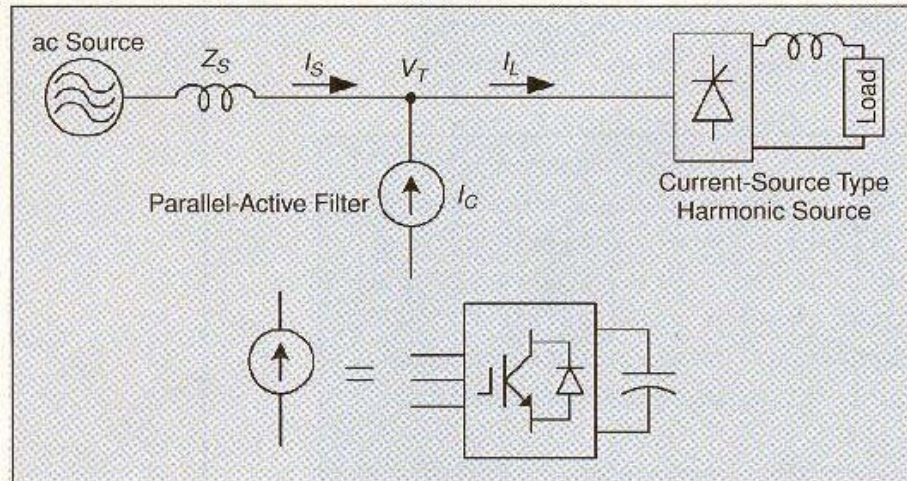 ac Source
Z_S
I_S
V_T
I_L
Load
Parallel-Active Filter
I_C
Current-Source Type
Harmonic Source
=